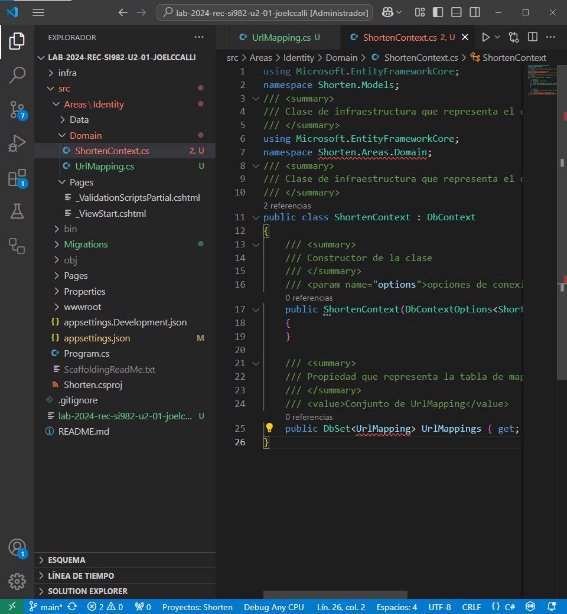 lab-2024-rec-si982-u2-01-joelccalli [Administrador]
EXPLORADOR
LAB-2024-REC-SI982-U2-01-JOELCCALLI
infra
src
Areas \ Identity
Data
Domain
ShortenContext.cs 2, U
UrlMapping.cs U
Pages
_ValidationScriptsPartial.cshtml
_ViewStart.cshtml
bin
Migrations
obj
Pages
Properties
wwwroot
appsettings.Development.json
appsettings.json M
Program.cs
ScaffoldingReadMe.txt
Shorten.csproj
.gitignore
lab-2024-rec-si982-u2-01-joelc... U
README.md
ESQUEMA
LÍNEA DE TIEMPO
SOLUTION EXPLORER
UrlMapping.cs U
ShortenContext.cs 2, U
src > Areas > Identity > Domain > ShortenContext.cs > ShortenContext
1 using Microsoft.EntityFrameworkCore;
2 namespace Shorten.Models;
3 /// <summary>
4 /// Clase de infraestructura que representa el
5 /// </summary>
6 using Microsoft.EntityFrameworkCore;
7 namespace Shorten.Areas.Domain;
8 /// <summary>
9 /// Clase de infraestructura que representa el
10 /// </summary>
2 referencias
11 public class ShortenContext : DbContext
12 {
13 /// <summary>
14 /// Constructor de la clase
15 /// </summary>
16 /// <param name="options">opciones de conexi
0 referencias
17 public ShortenContext(DbContextOptions<Short
18 {
19 }
20
21 /// <summary>
22 /// Propiedad que representa la tabla de map
23 /// </summary>
24 /// <value>Conjunto de UrlMapping</value>
0 referencias
25 public DbSet<UrlMapping> UrlMappings { get;
26 }
main* 2 0 0 Proyectos: Shorten Debug Any CPU Lín. 26, col. 2 Espacios: 4 UTF-8 CRLF {} C#